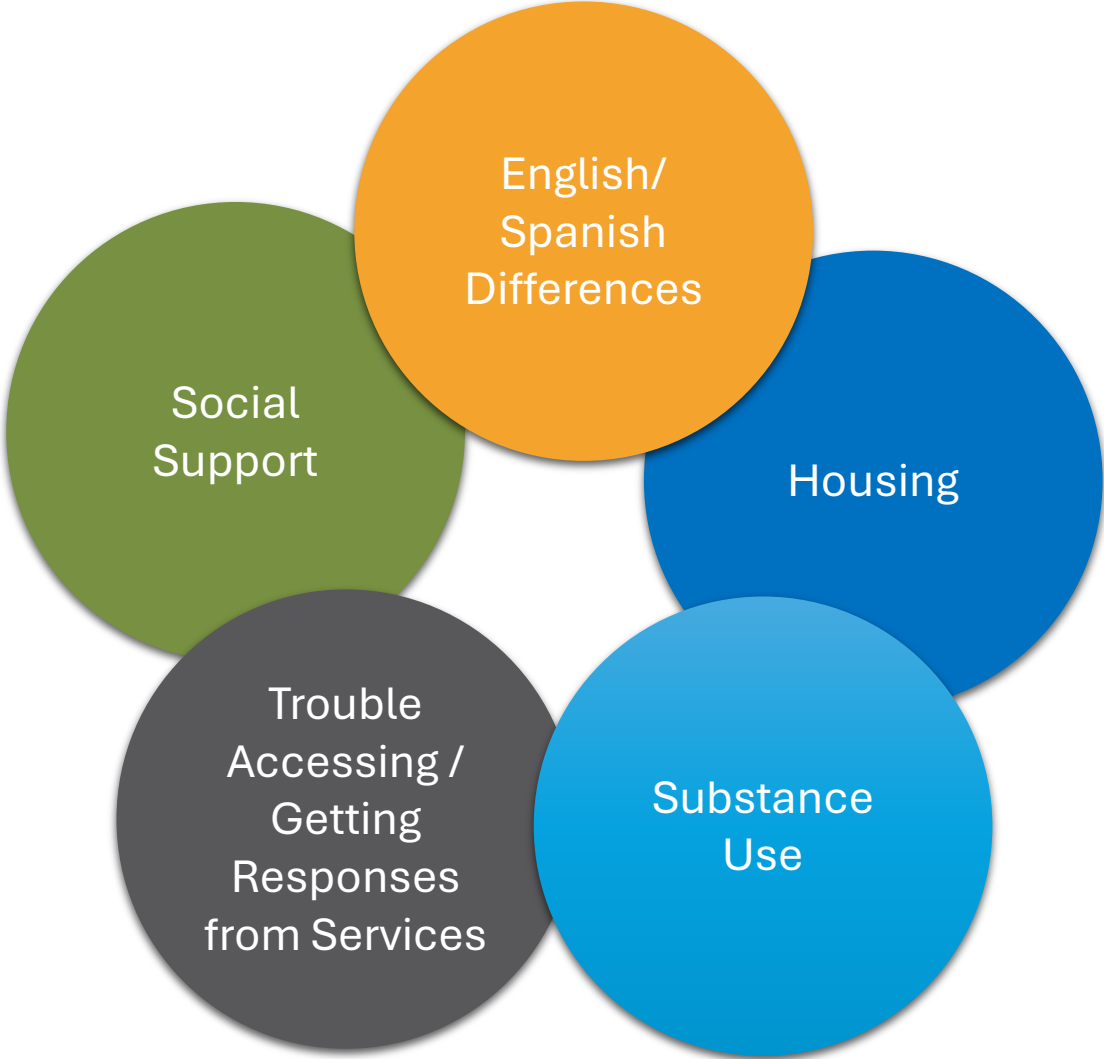 English/
Spanish
Differences
Social
Support
Housing
Trouble
Accessing /
Getting
Responses
from Services
Substance
Use